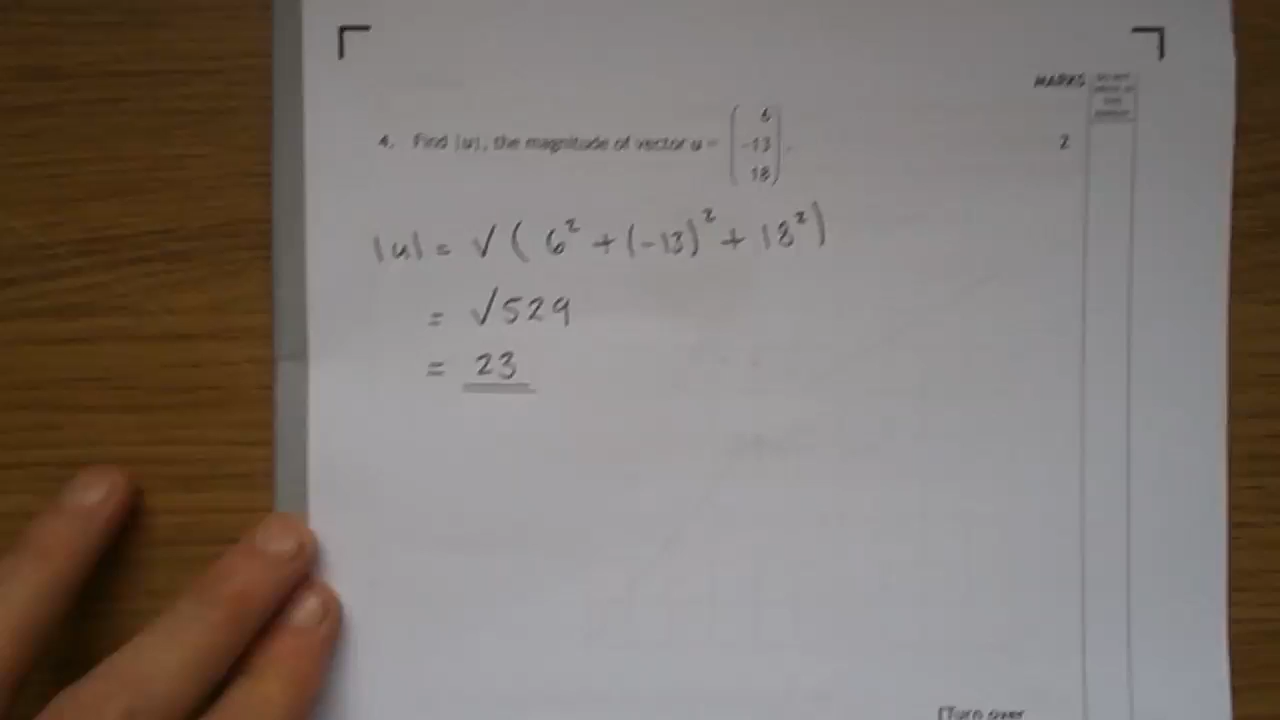 MARKS
4. Find |u|, the magnitude of vector u = ( 6
-13
18 ).
2
|u| = √( 6² + (-13)² + 18² )
= √529
= 23
[Turn over